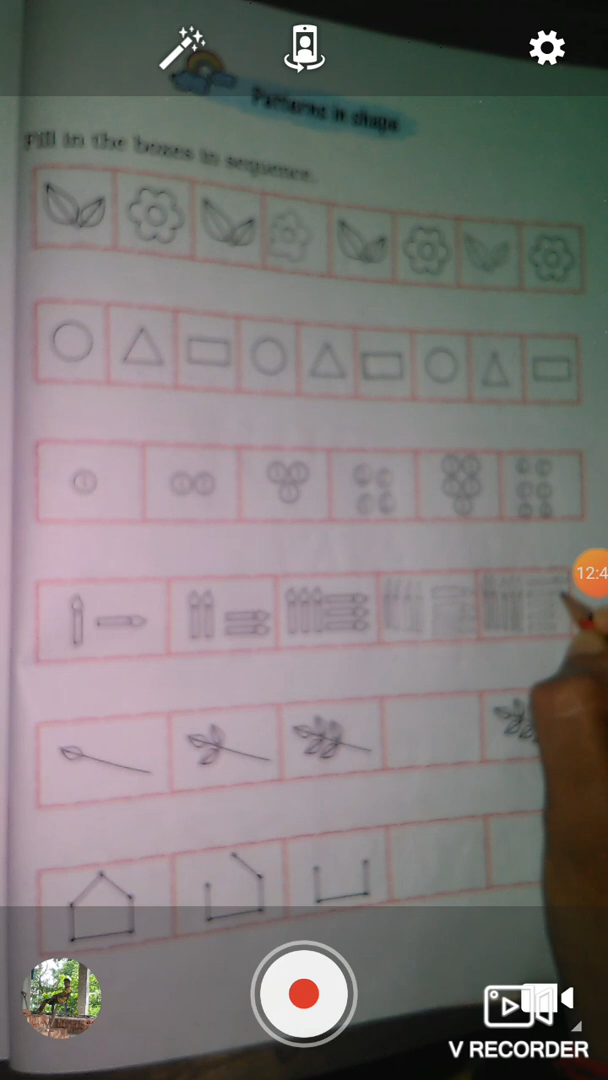 Patterns in shape
Fill in the boxes in sequence.
12:4
V RECORDER